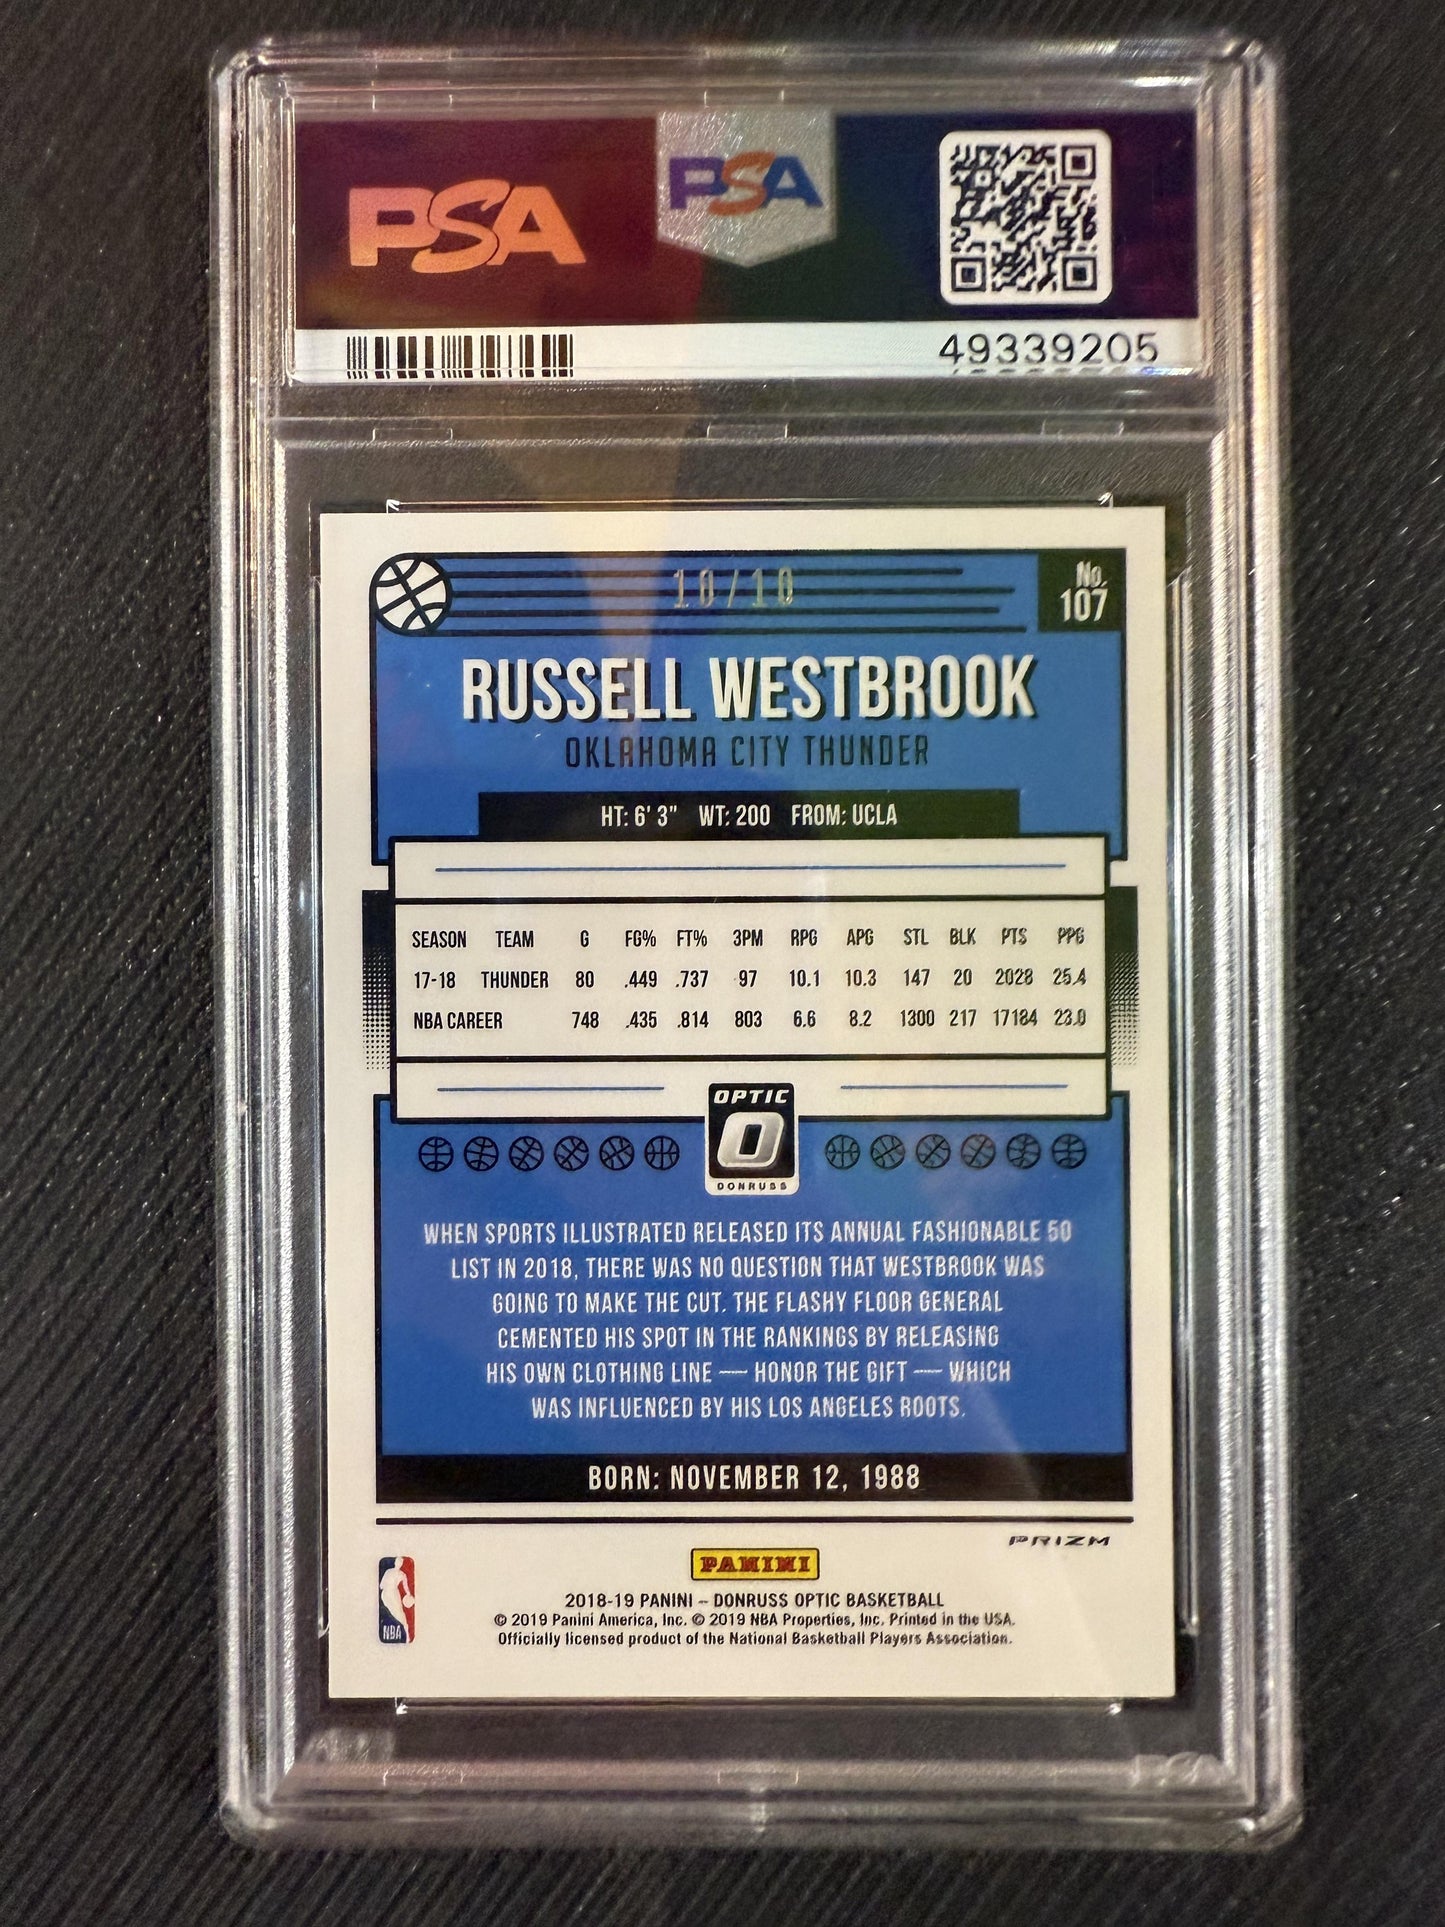 PSA
PSA
49339205
10/10
No.
107
RUSSELL WESTBROOK
OKLAHOMA CITY THUNDER
HT: 6' 3" WT: 200 FROM: UCLA
SEASON TEAM G FG% FT% 3PM RPG APG STL BLK PTS PPG
17-18 THUNDER 80 .449 .737 97 10.1 10.3 147 20 2028 25.4
NBA CAREER 748 .435 .814 803 6.6 8.2 1300 217 17184 23.0
OPTIC
DONRUSS
WHEN SPORTS ILLUSTRATED RELEASED ITS ANNUAL FASHIONABLE 50
LIST IN 2018, THERE WAS NO QUESTION THAT WESTBROOK WAS
GOING TO MAKE THE CUT. THE FLASHY FLOOR GENERAL
CEMENTED HIS SPOT IN THE RANKINGS BY RELEASING
HIS OWN CLOTHING LINE — HONOR THE GIFT — WHICH
WAS INFLUENCED BY HIS LOS ANGELES ROOTS.
BORN: NOVEMBER 12, 1988
PRIZM
PANINI
NBA
2018-19 PANINI – DONRUSS OPTIC BASKETBALL
© 2019 Panini America, Inc. © 2019 NBA Properties, Inc. Printed in the USA.
Officially licensed product of the National Basketball Players Association.